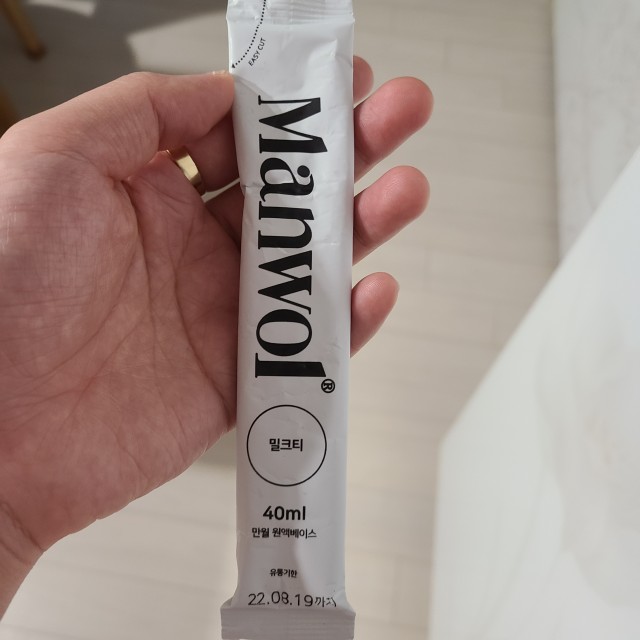 EASY CUT
Manwol®
밀크티
40ml
만월 원액베이스
유통기한
22.08.19까지